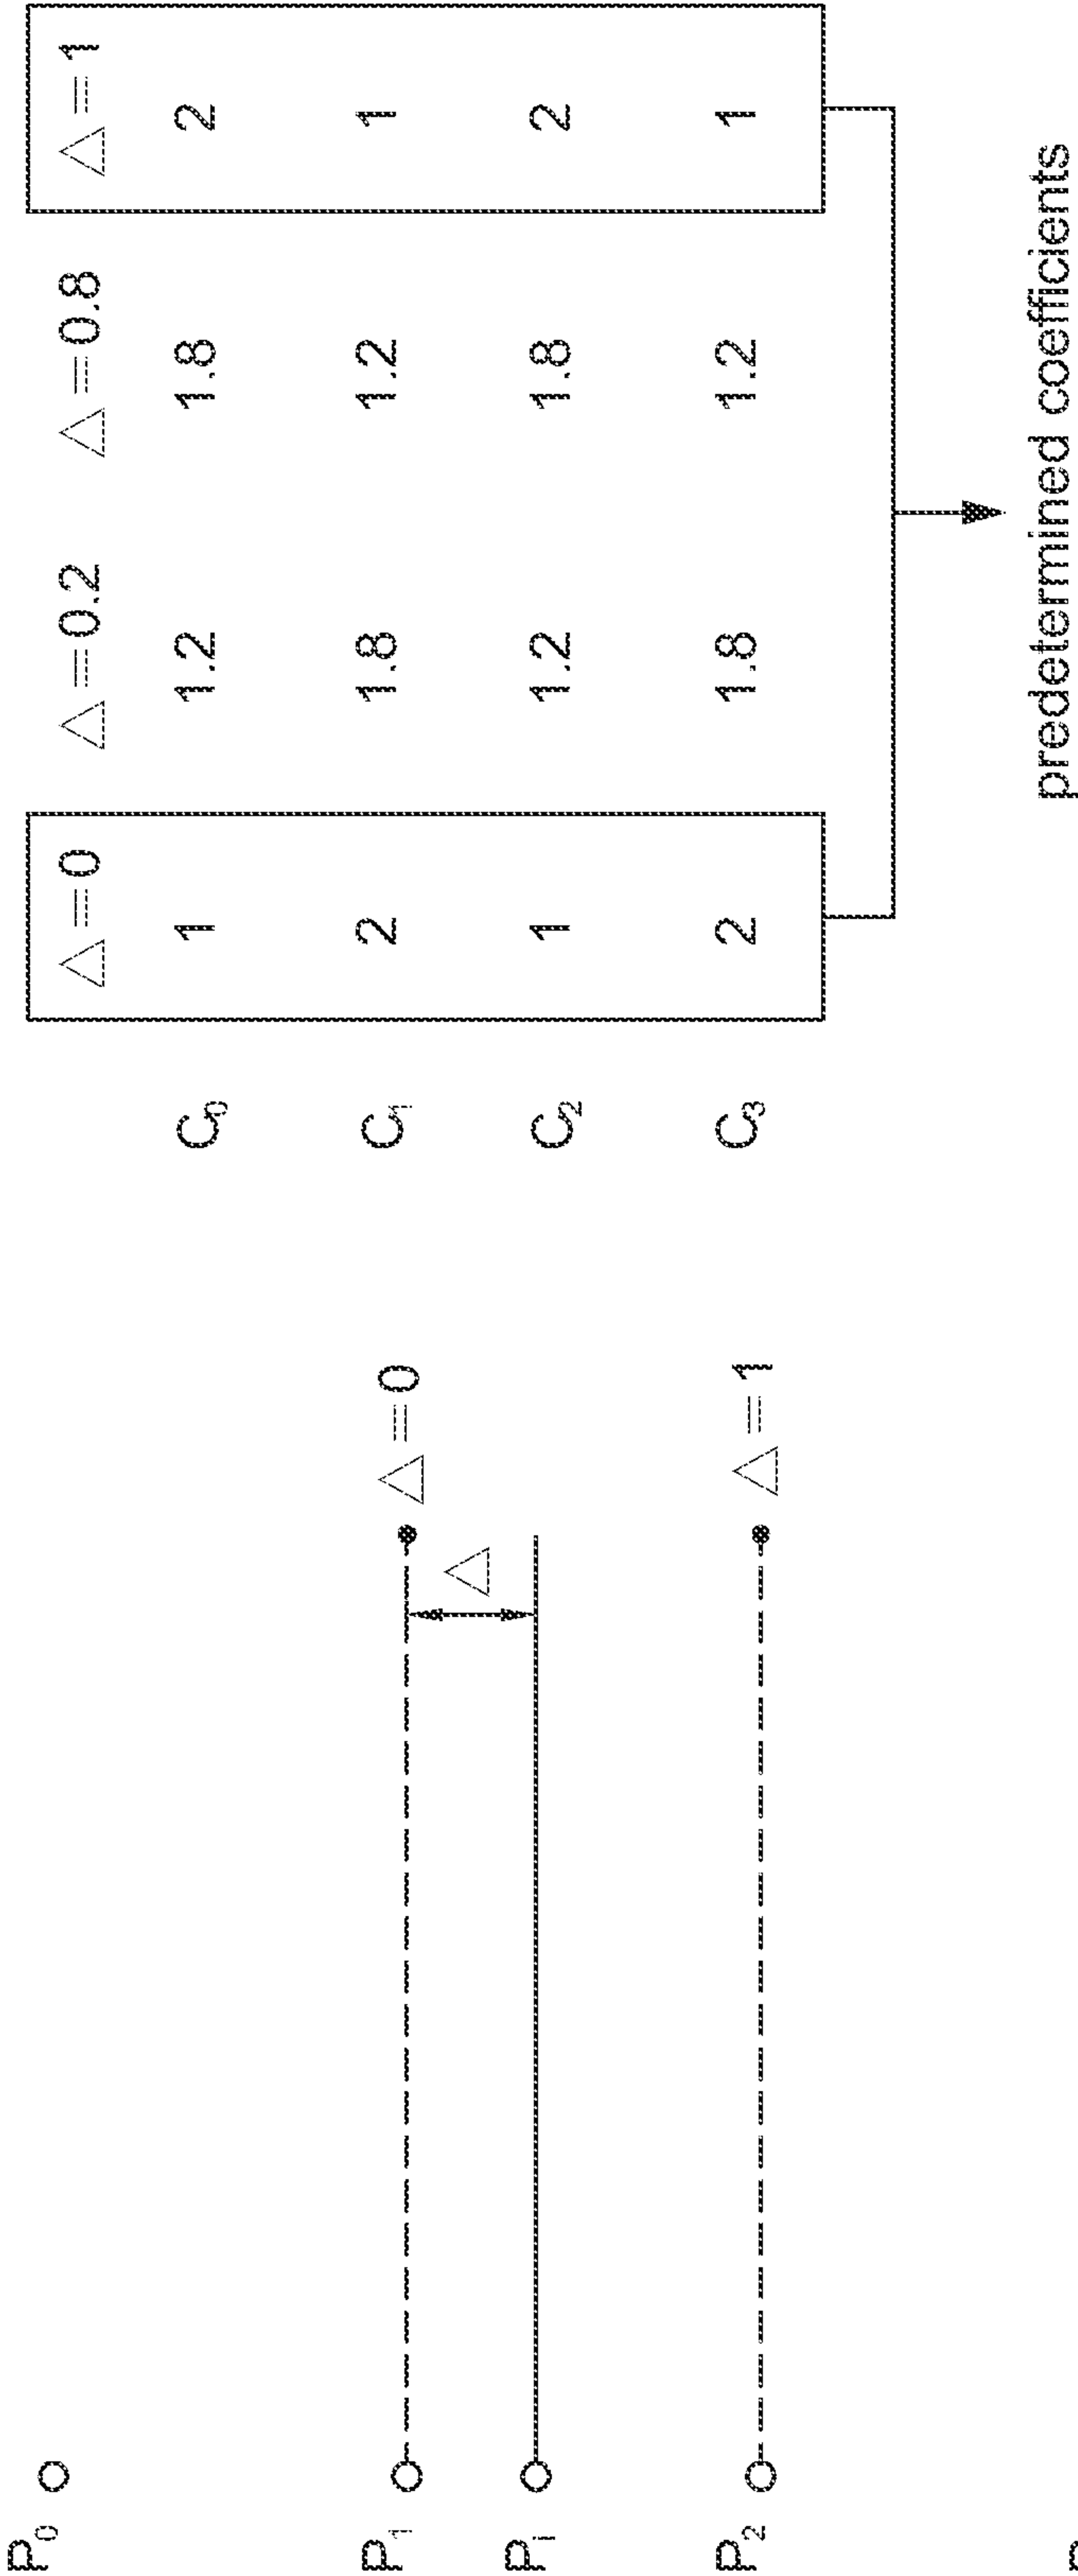 P₀
△=0 △=0.2 △=0.8 △=1
C₀ 1 1.2 1.8 2
P₁ △=0
C₁ 2 1.8 1.2 1
△
Pᵢ
C₂ 1 1.2 1.8 2
P₂ △=1
C₃ 2 1.8 1.2 1
predetermined coefficients